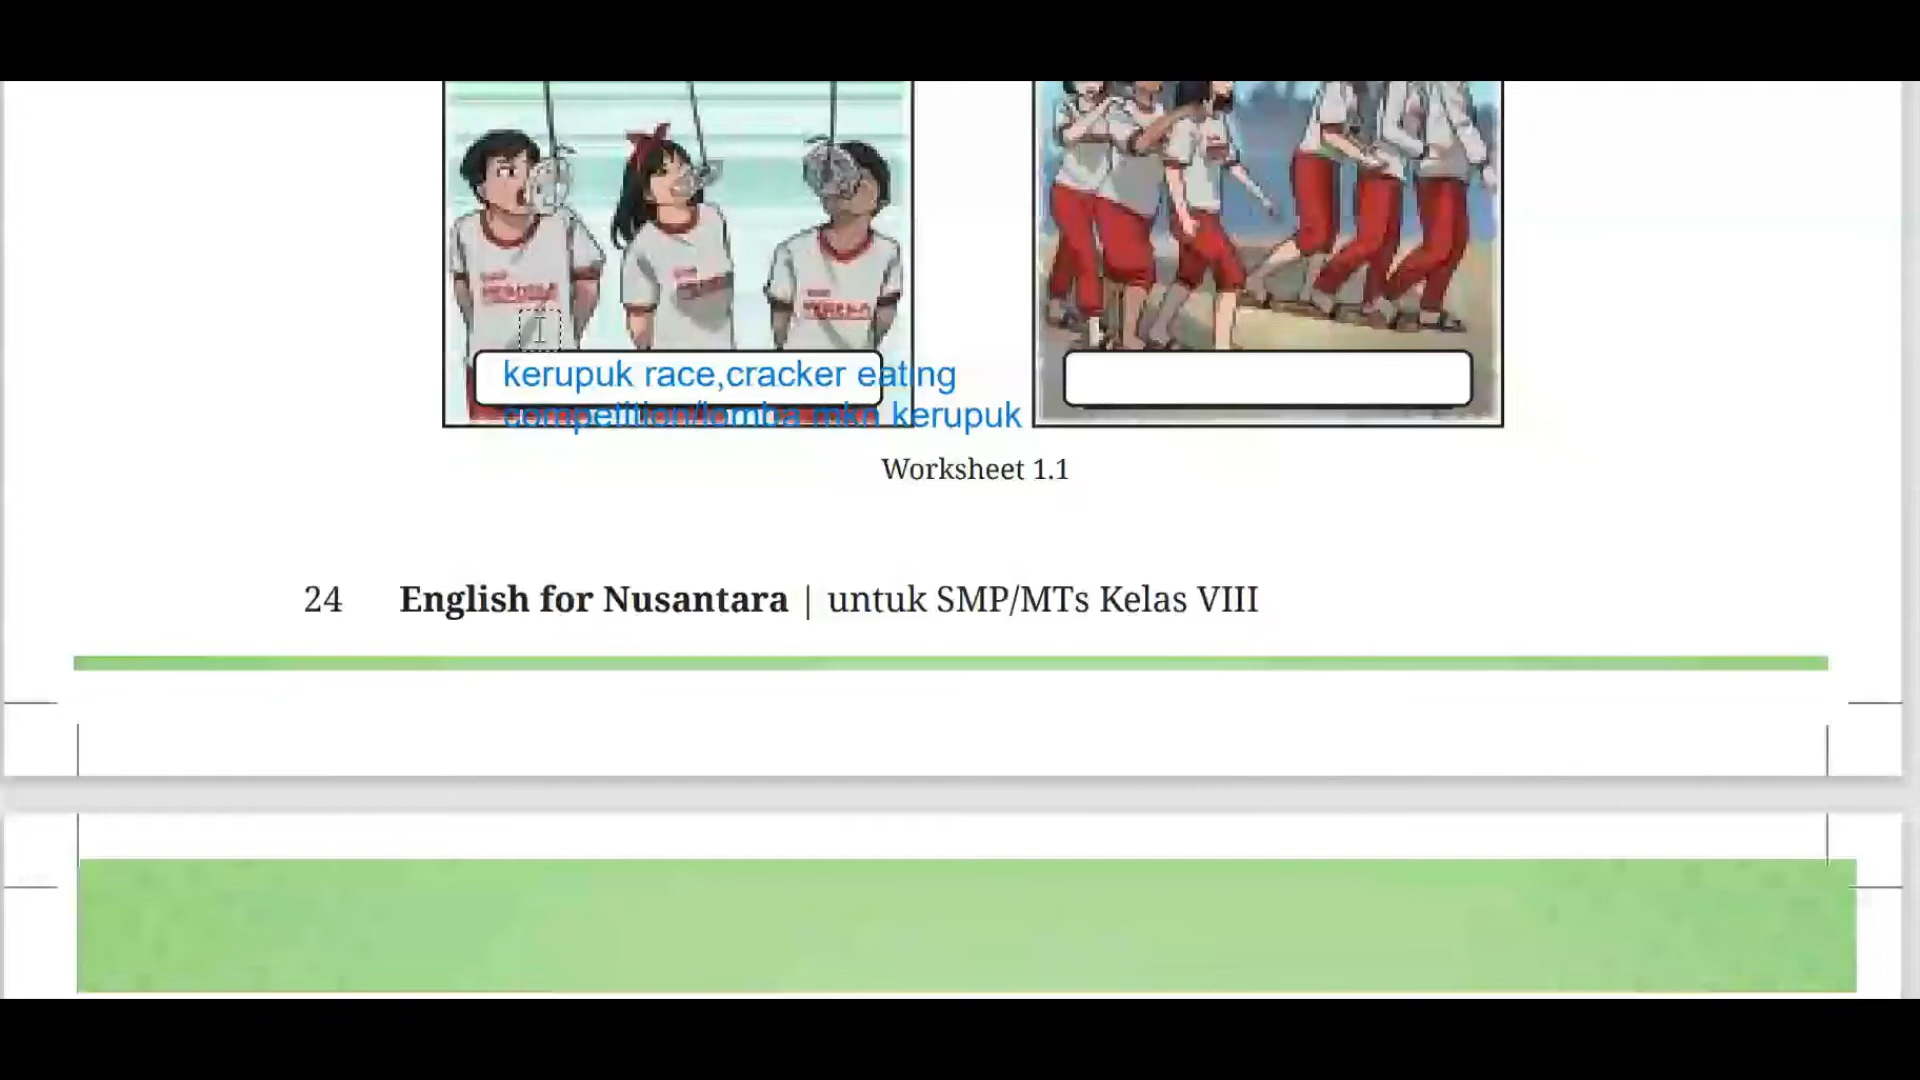 kerupuk race,cracker eating
competition/lomba mkn kerupuk
Worksheet 1.1
24 English for Nusantara | untuk SMP/MTs Kelas VIII